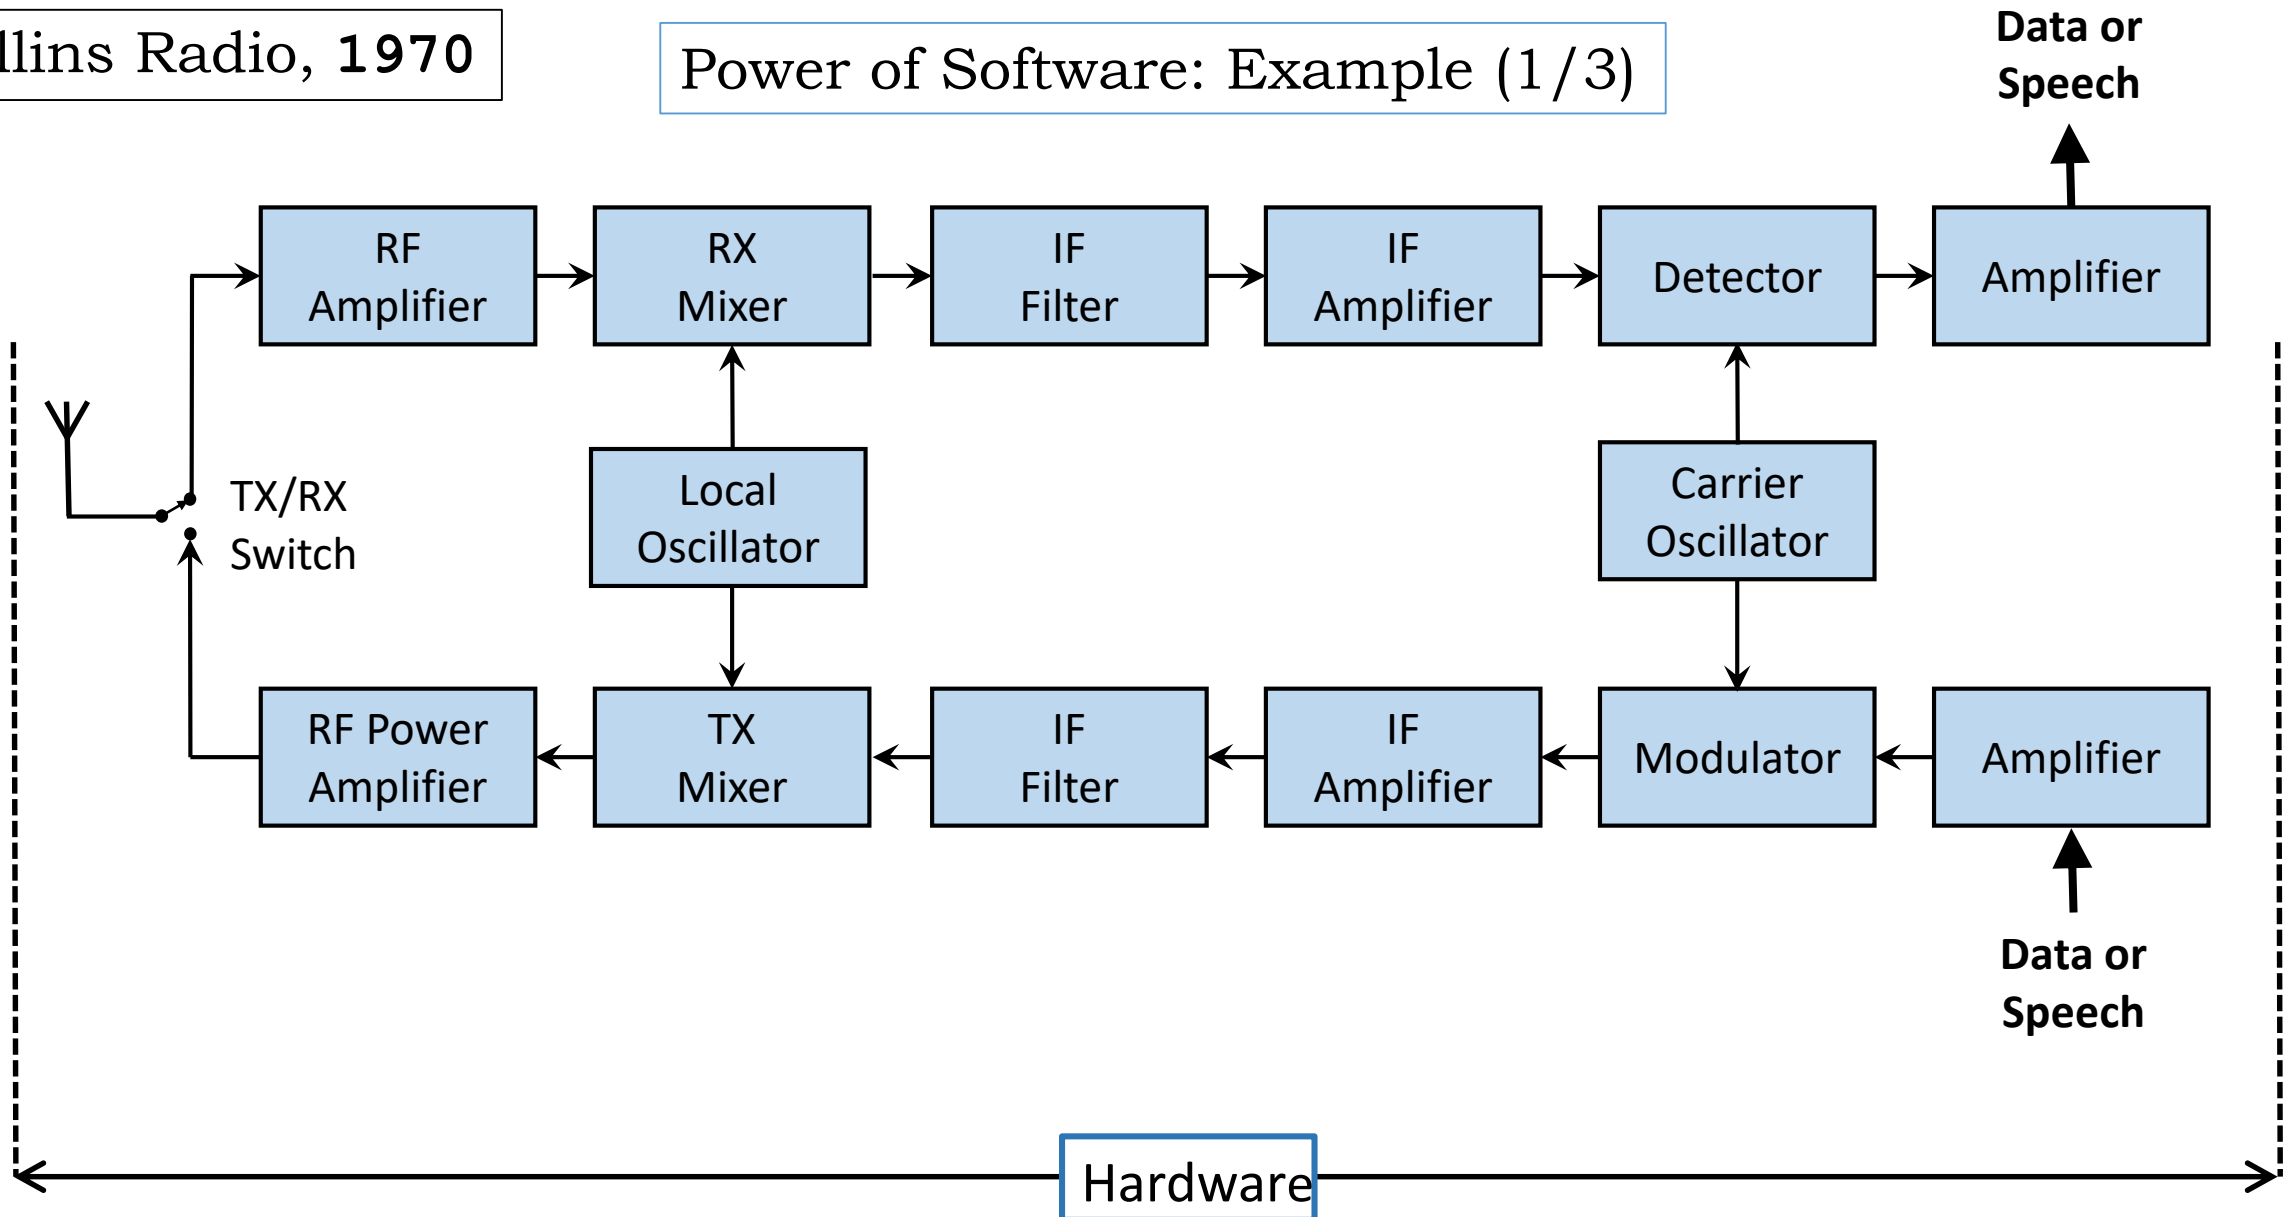 Radio, 1970
Power of Software: Example (1/3)
Data or
Speech
RF
Amplifier
RX
Mixer
IF
Filter
IF
Amplifier
Detector
Amplifier
TX/RX
Switch
Local
Oscillator
Carrier
Oscillator
RF Power
Amplifier
TX
Mixer
IF
Filter
IF
Amplifier
Modulator
Amplifier
Data or
Speech
Hardware